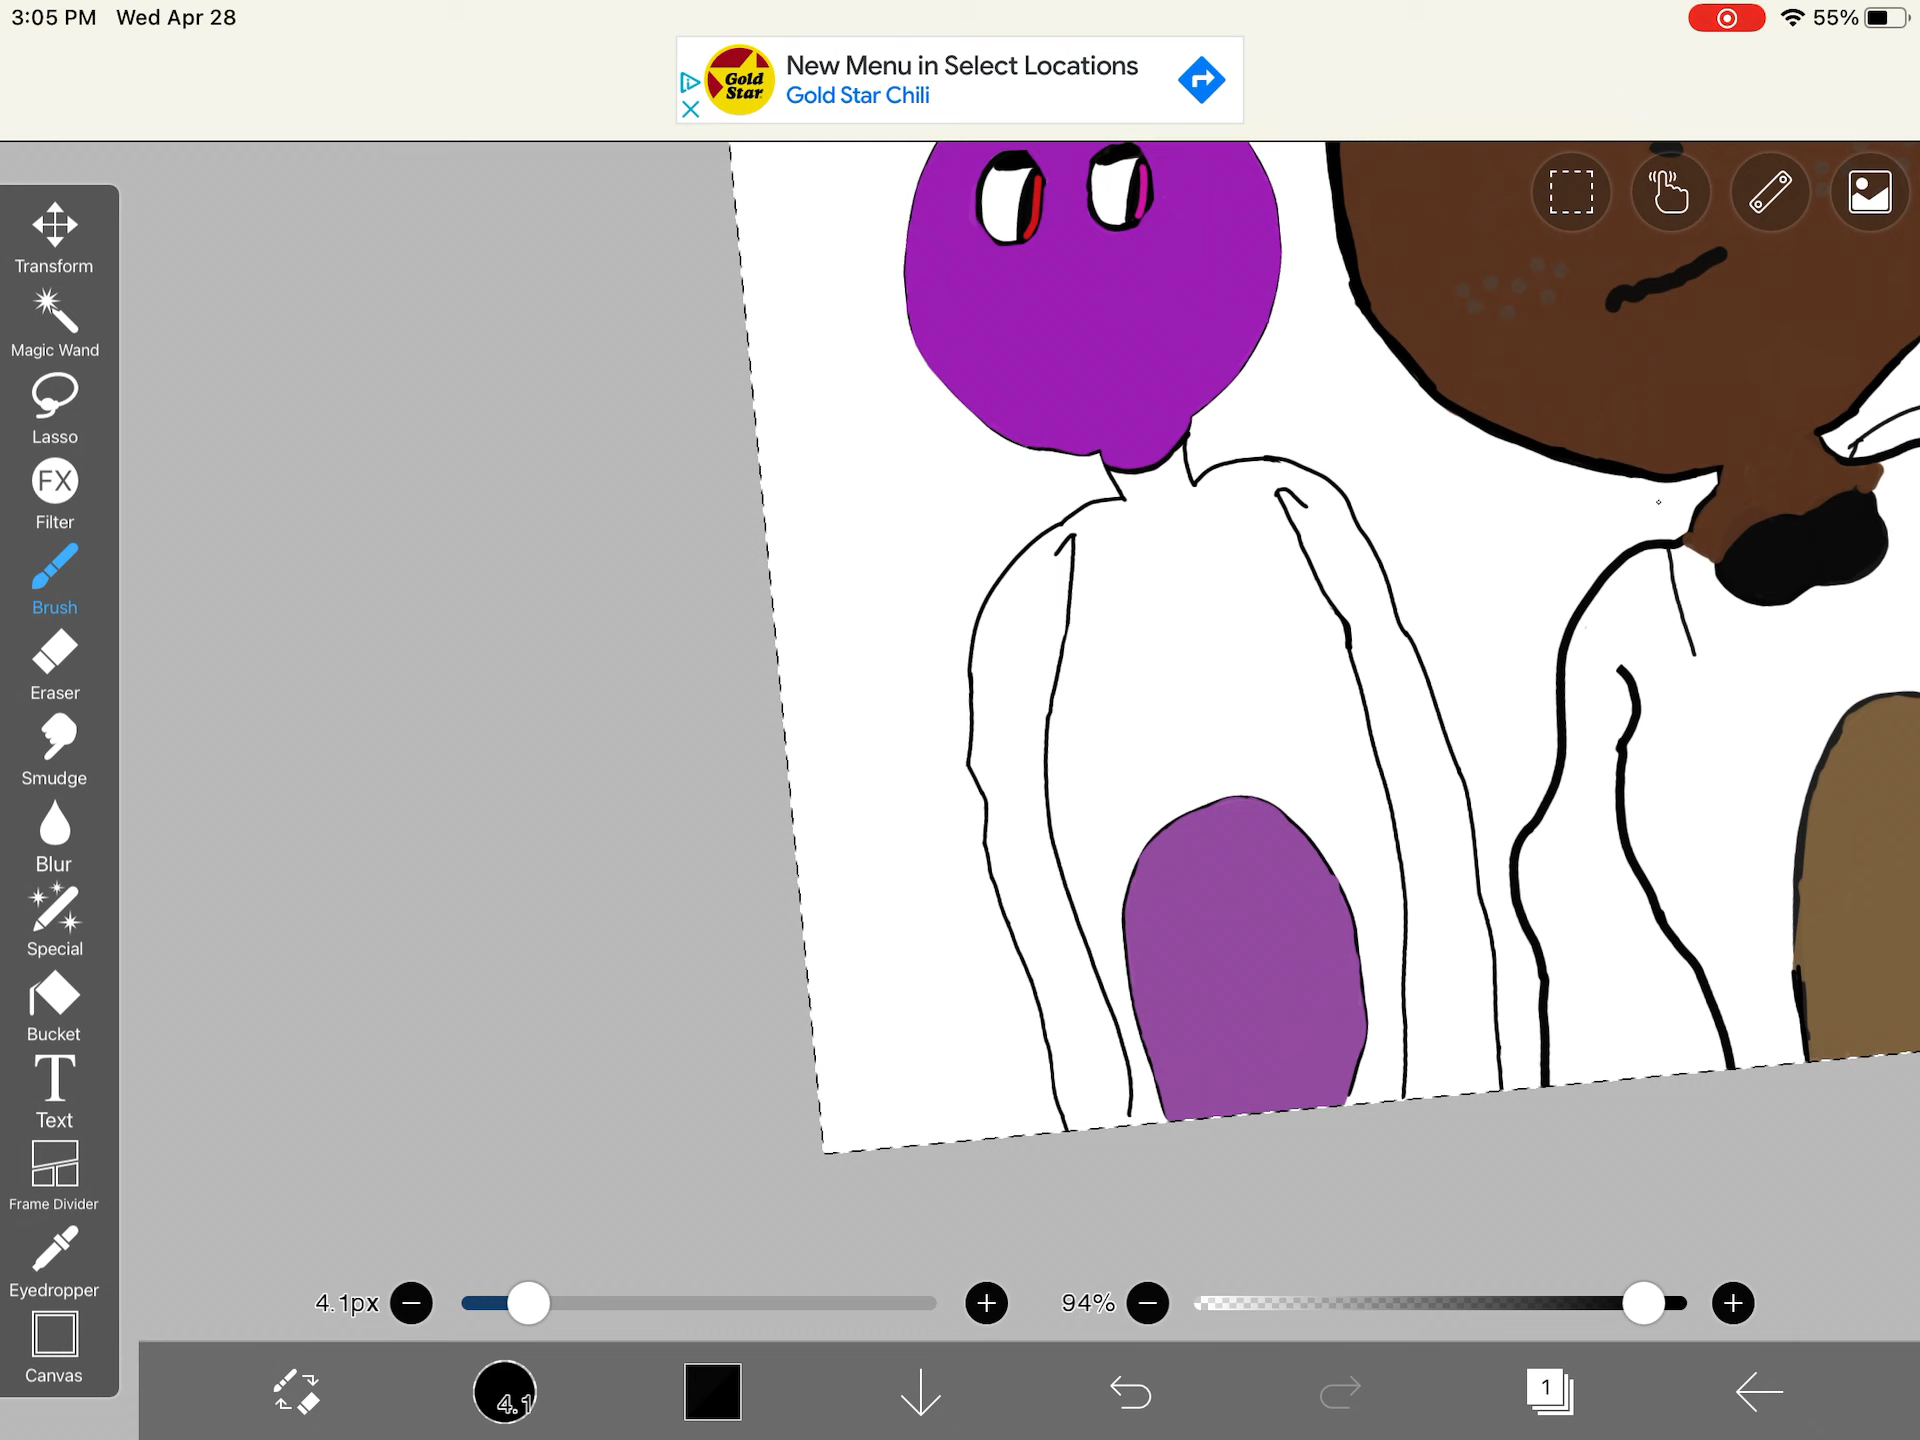 3:05 PM Wed Apr 28
55%
Gold
Star
New Menu in Select Locations
Gold Star Chili
Transform
Magic Wand
Lasso
FX
Filter
Brush
Eraser
Smudge
Blur
Special
Bucket
T
Text
Frame Divider
Eyedropper
Canvas
4.1px
94%
4.1
1